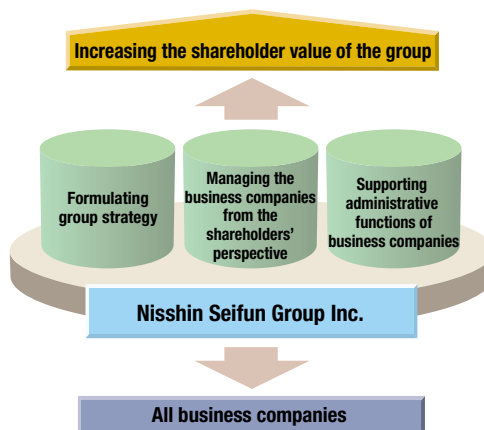 Increasing the shareholder value of the group
Formulating
group strategy
Managing the
business companies
from the
shareholders'
perspective
Supporting
administrative
functions of
business companies
Nisshin Seifun Group Inc.
All business companies